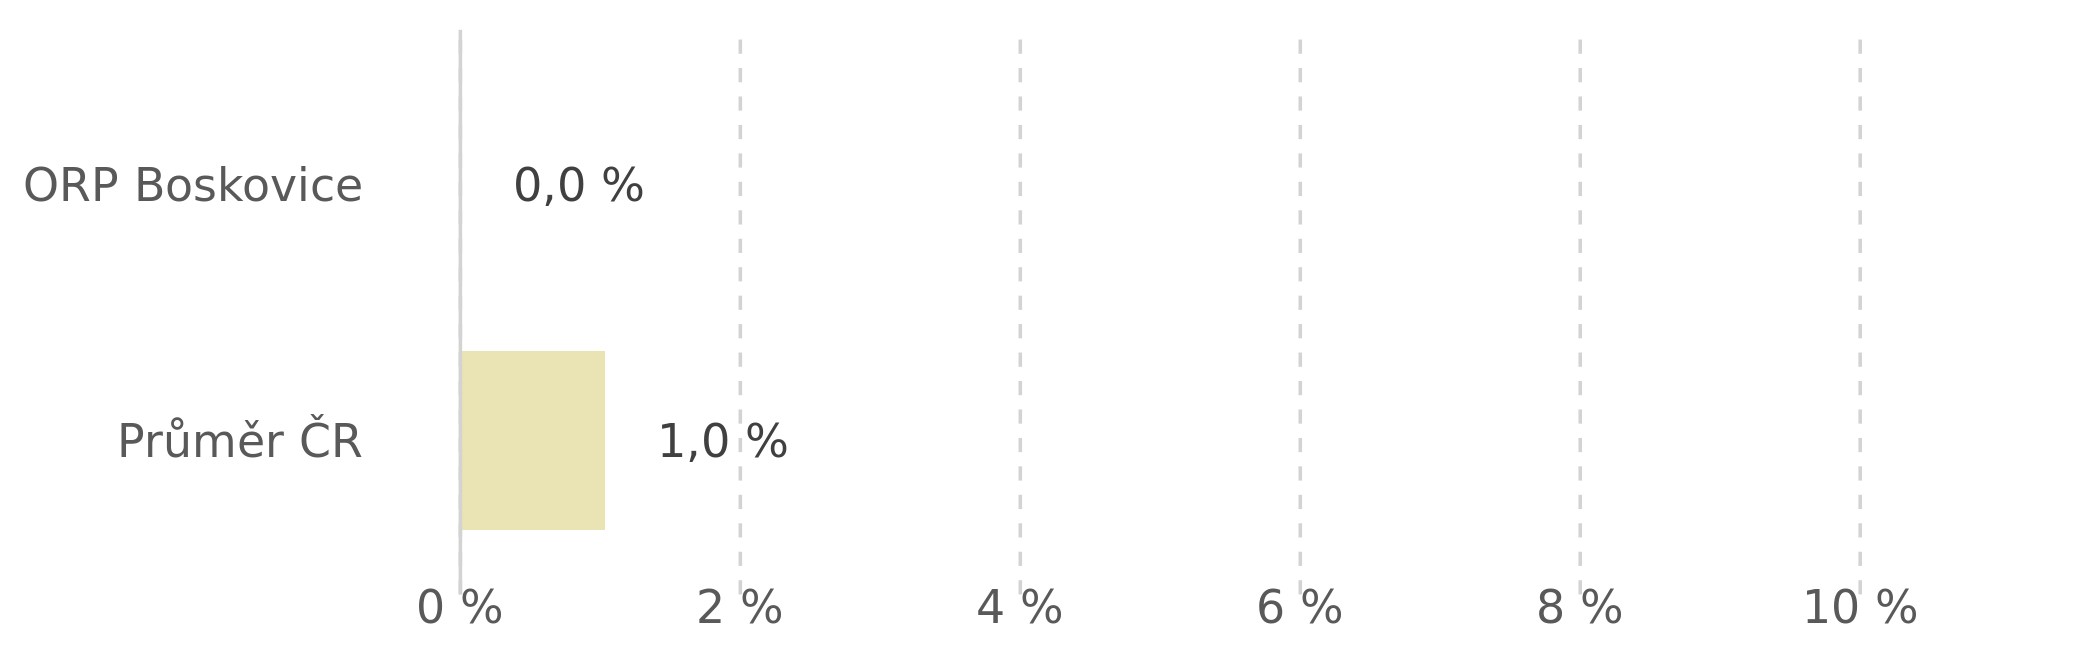 ORP Boskovice 0,0 %
Průměr ČR 1,0 %
0 % 2 % 4 % 6 % 8 % 10 %